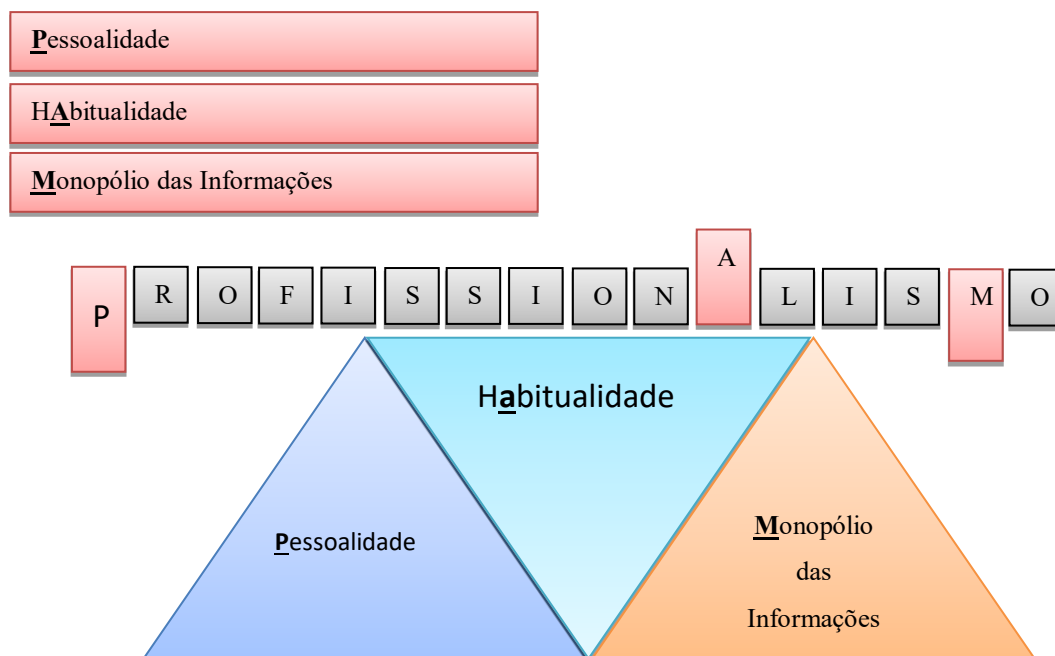 Pessoalidade
HAbitualidade
Monopólio das Informações
P R O F I S S I O N A L I S M O
Habitualidade
Pessoalidade
Monopólio
das
Informações